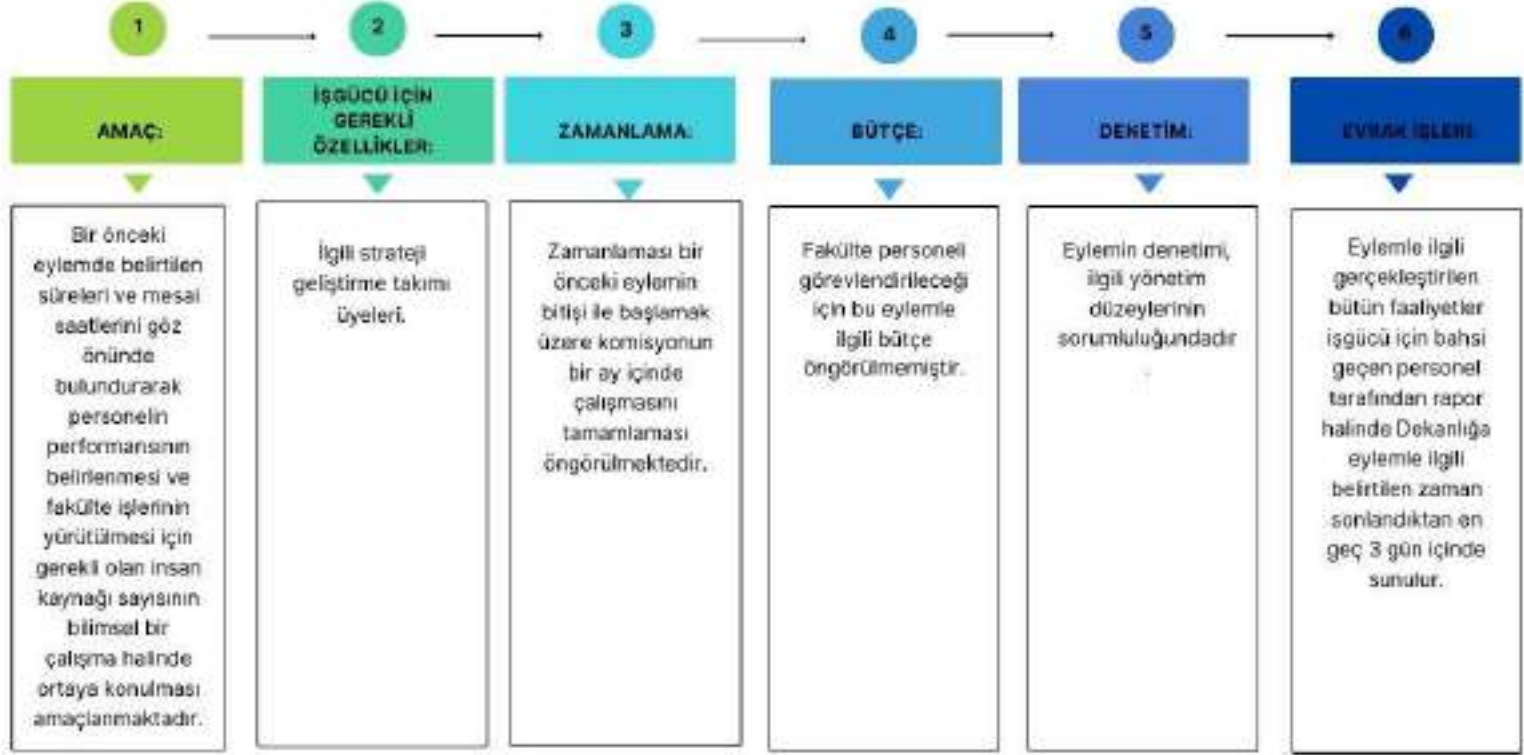 1
AMAÇ:
Bir önceki
eylemde belirtilen
süreleri ve mesai
saatlerini göz
önünde
bulundurarak
personelin
performansının
belirlenmesi ve
fakülte işlerinin
yürütülmesi için
gerekli olan insan
kaynağı sayısının
bilimsel bir
çalışma halinde
ortaya konulması
amaçlanmaktadır.
2
İŞGÜCÜ İÇİN
GEREKLİ
ÖZELLİKLER:
İlgili strateji
geliştirme takımı
üyeleri.
3
ZAMANLAMA:
Zamanlaması bir
önceki eylemin
bitişi ile başlamak
üzere komisyonun
bir ay içinde
çalışmasını
tamamlaması
öngörülmektedir.
4
BÜTÇE:
Fakülte personeli
görevlendirileceği
için bu eylemle
ilgili bütçe
öngörülmemiştir.
5
DENETİM:
Eylemin denetimi,
ilgili yönetim
düzeylerinin
sorumluluğundadır
.
6
EVRAK İŞLERİ:
Eylemle ilgili
gerçekleştirilen
bütün faaliyetler
işgücü için bahsi
geçen personel
tarafından rapor
halinde Dekanlığa
eylemle ilgili
belirtilen zaman
sonlandıktan en
geç 3 gün içinde
sunulur.